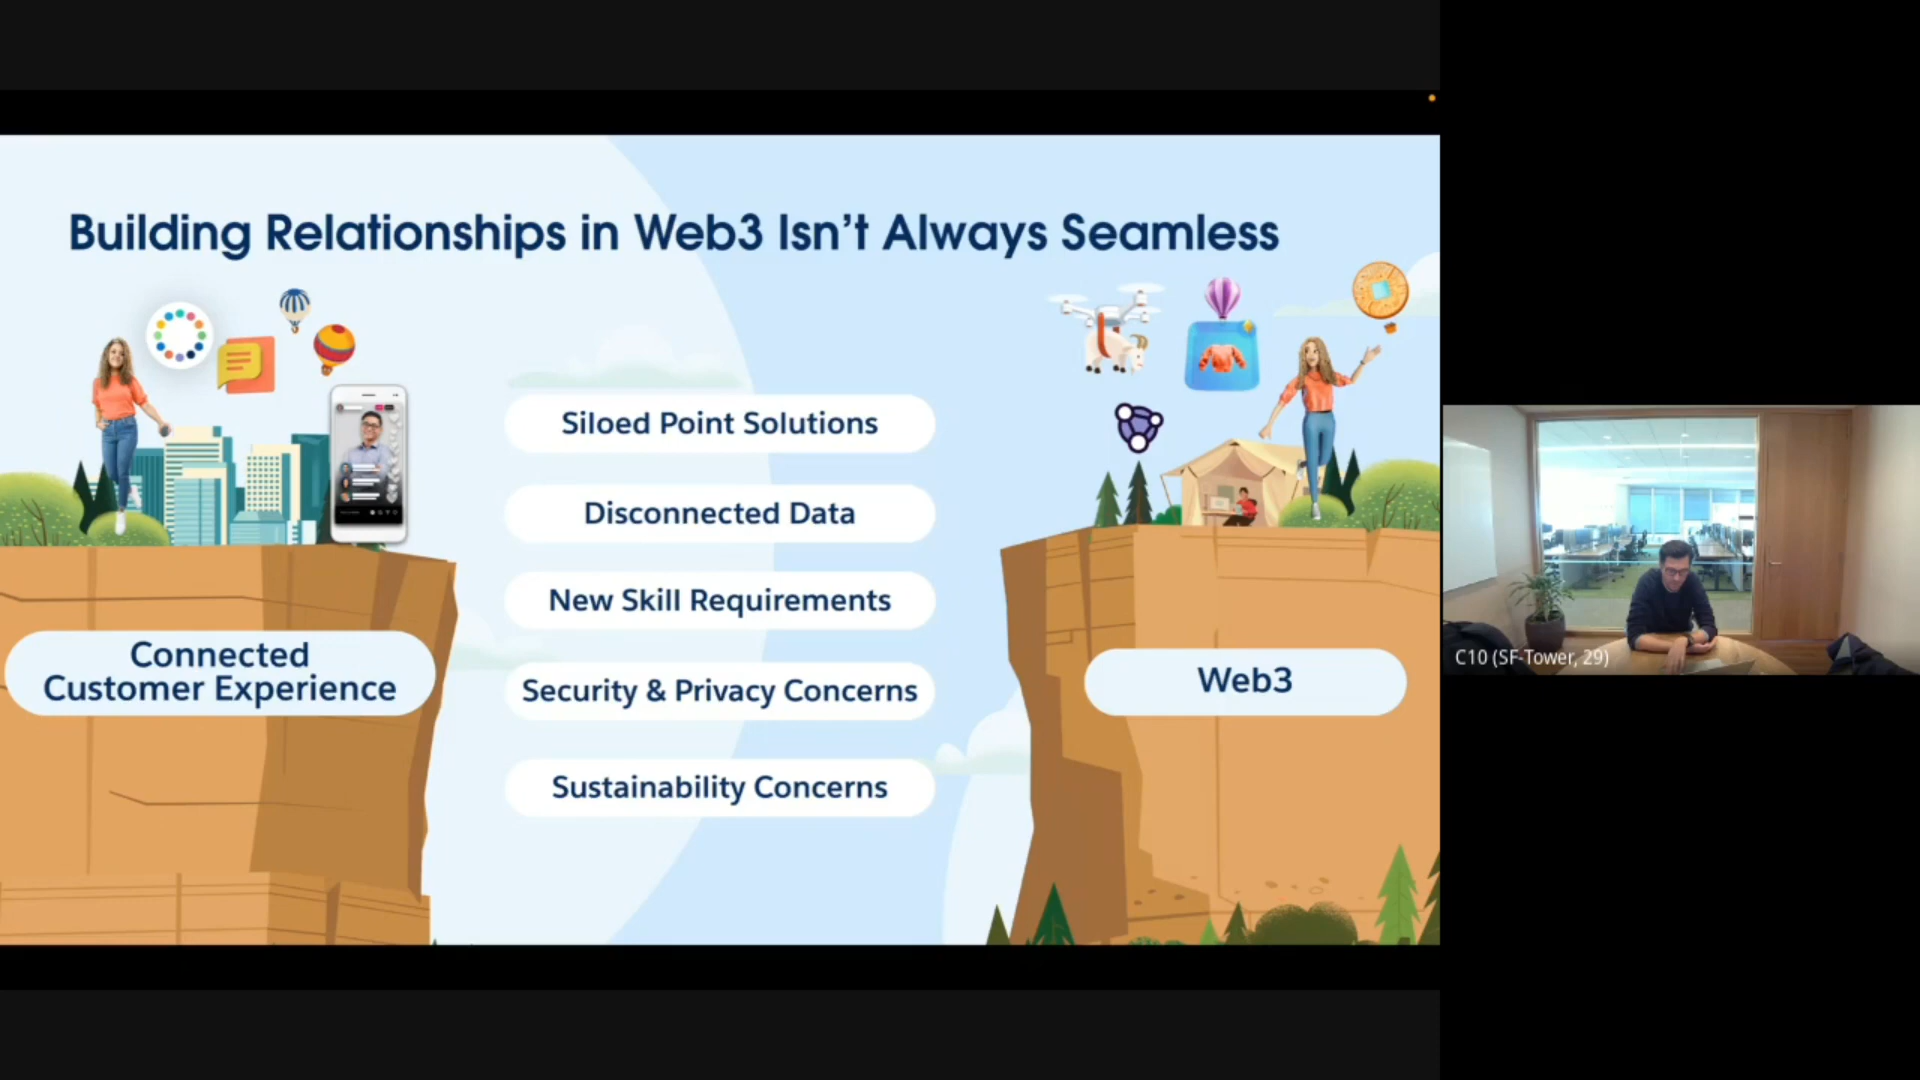 Building Relationships in Web3 Isn't Always Seamless
Siloed Point Solutions
Disconnected Data
New Skill Requirements
Security & Privacy Concerns
Sustainability Concerns
Connected
Customer Experience
Web3
C10 (SF-Tower, 29)